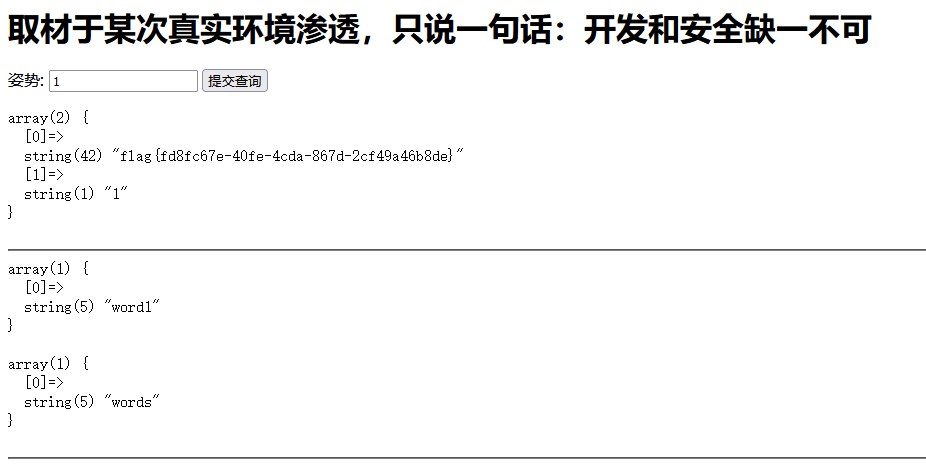 取材于某次真实环境渗透，只说一句话：开发和安全缺一不可
姿势: 1 提交查询
array(2) {
  [0]=>
  string(42) "flag{fd8fc67e-40fe-4cda-867d-2cf49a46b8de}"
  [1]=>
  string(1) "1"
}
array(1) {
  [0]=>
  string(5) "word1"
}
array(1) {
  [0]=>
  string(5) "words"
}